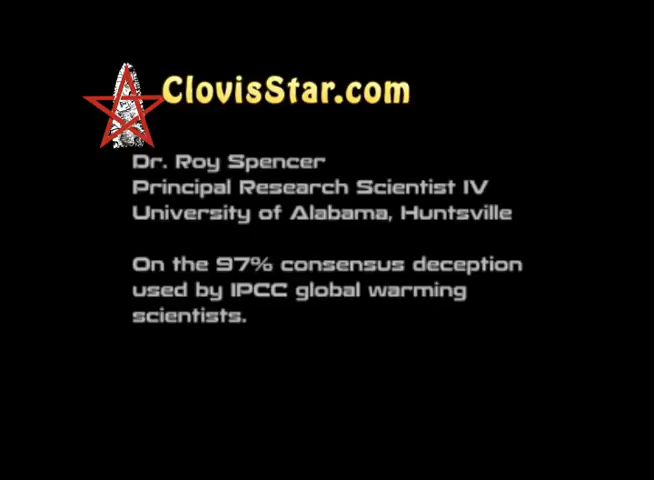 ClovisStar.com
Dr. Roy Spencer
Principal Research Scientist IV
University of Alabama, Huntsville
On the 97% consensus deception
used by IPCC global warming
scientists.